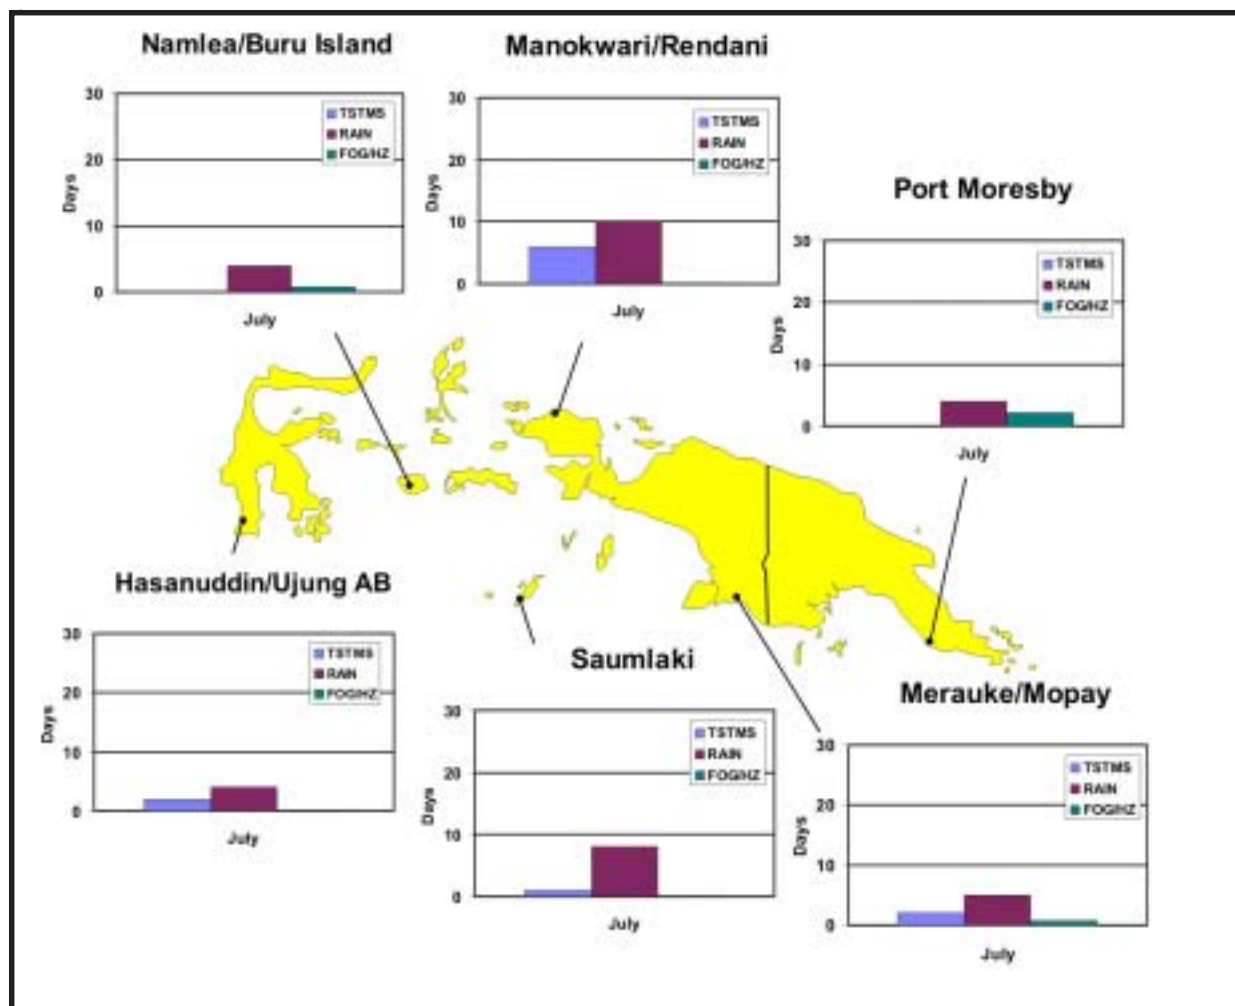 Namlea/Buru Island
30
20
10
0
Days
TSTMS
RAIN
FOG/HZ
July
Manokwari/Rendani
30
20
10
0
Days
TSTMS
RAIN
FOG/HZ
July
Port Moresby
30
20
10
0
Days
TSTMS
RAIN
FOG/HZ
July
Hasanuddin/Ujung AB
30
20
10
0
Days
TSTMS
RAIN
FOG/HZ
July
Saumlaki
30
20
10
0
Days
TSTMS
RAIN
FOG/HZ
July
Merauke/Mopay
30
20
10
0
Days
TSTMS
RAIN
FOG/HZ
July